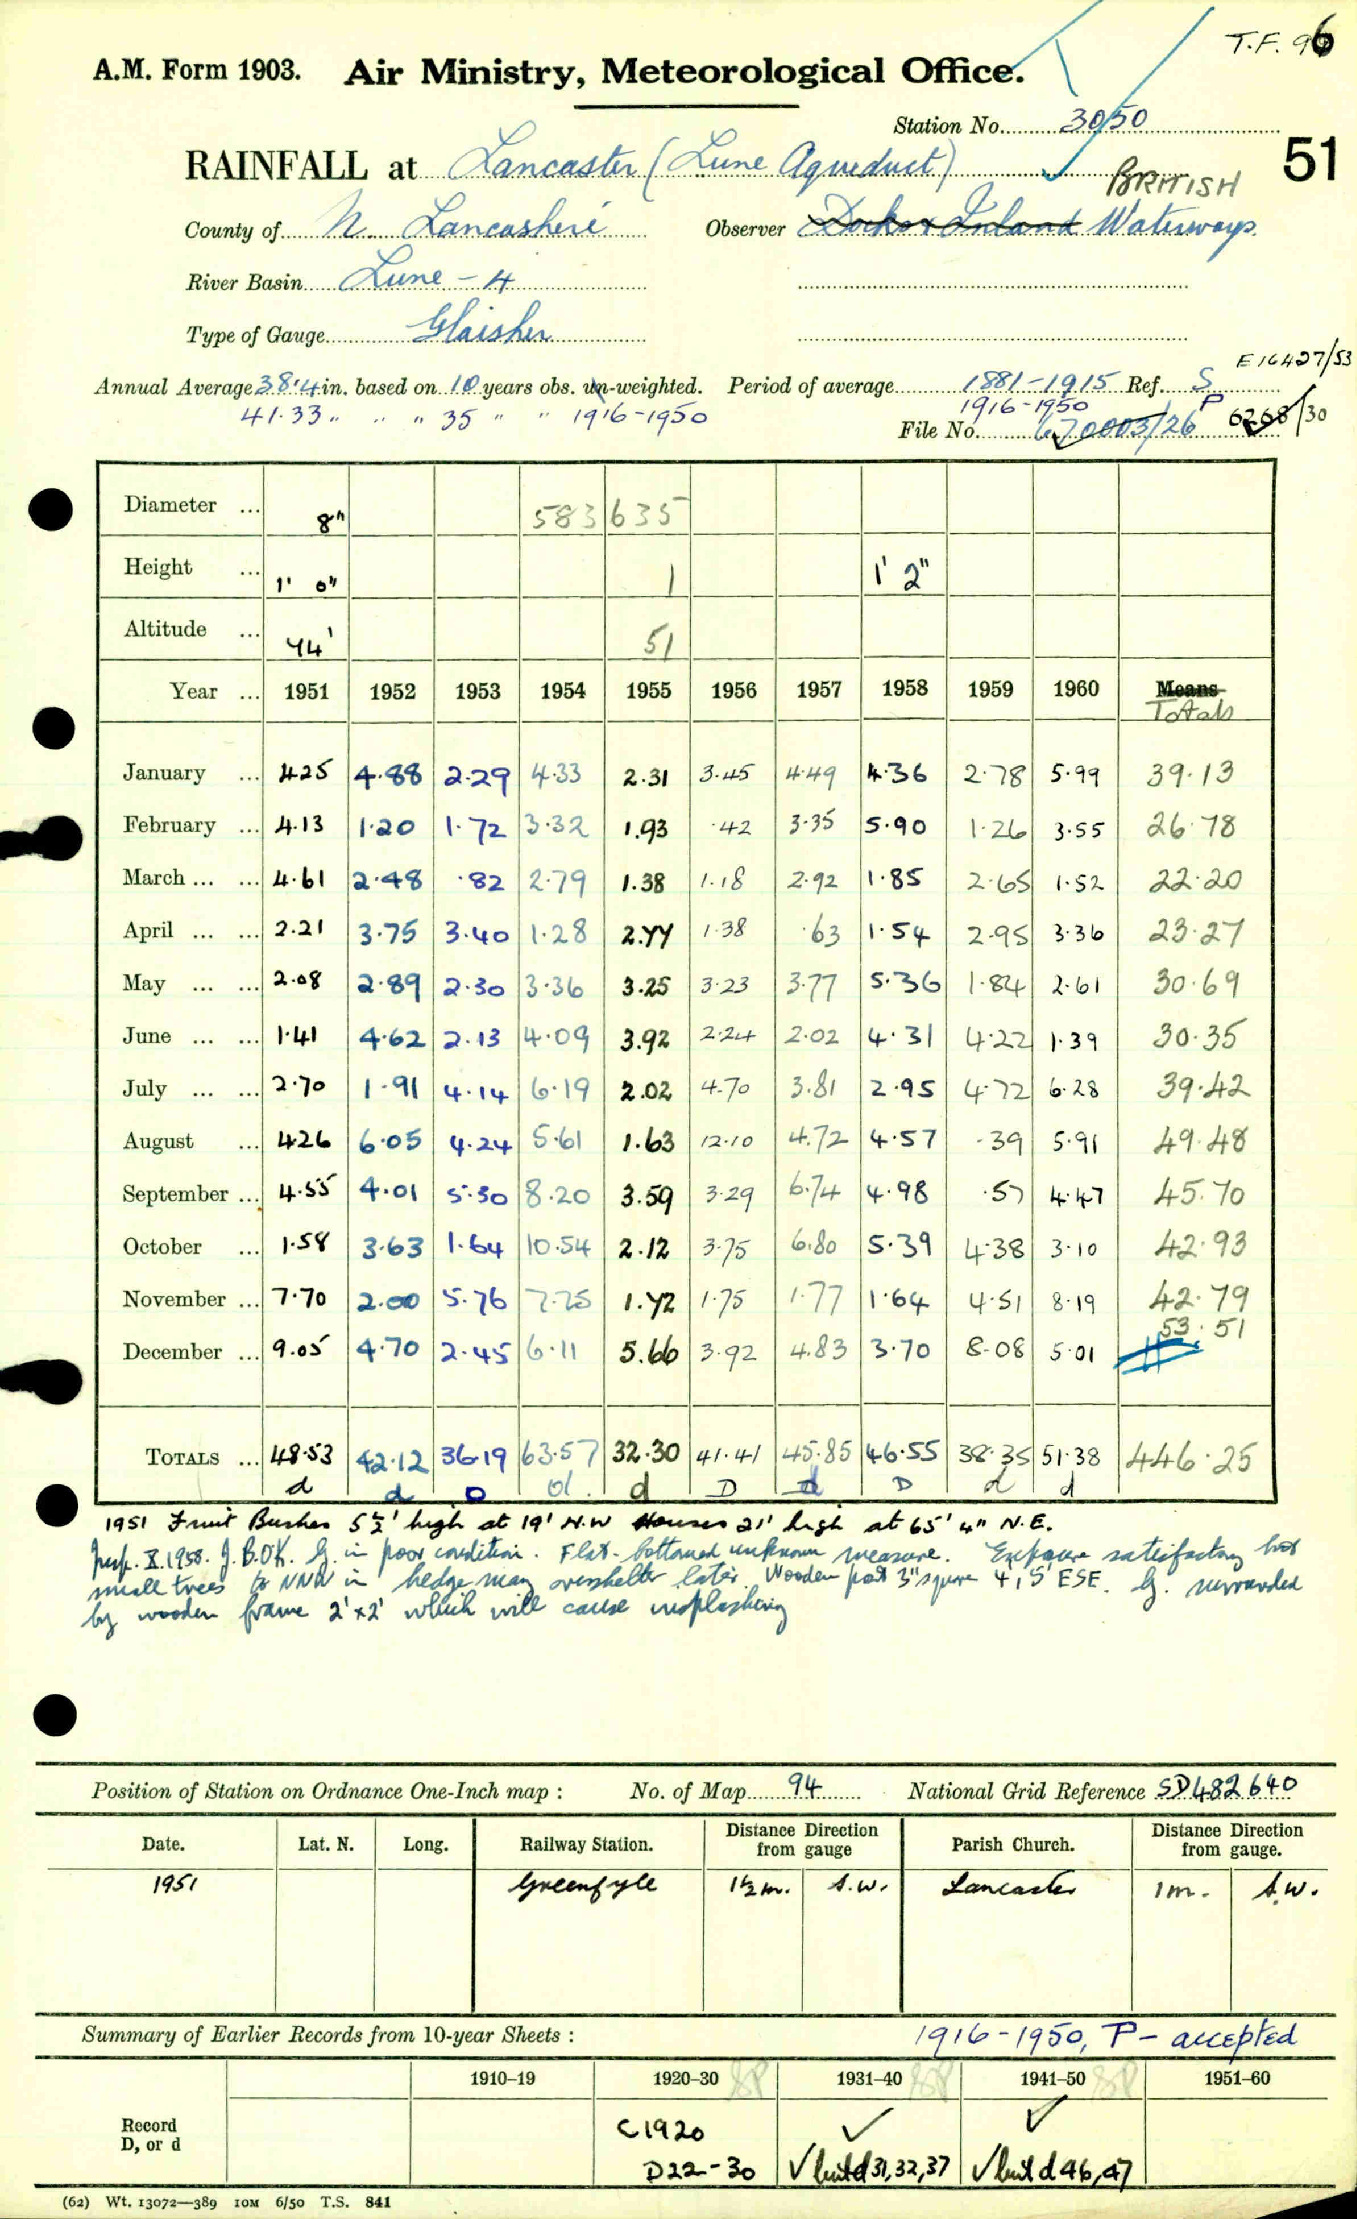 T.F. 96
A.M. Form 1903. Air Ministry, Meteorological Office.
Station No. 3050
51
RAINFALL at Lancaster (Lune Aqueduct)
BRITISH
County of N. Lancashire Observer Docks & Inland Waterways
River Basin Lune - 4
Type of Gauge Glaisher
E16427/53
Annual Average 38.4 in. based on 10 years obs. un-weighted. Period of average 1881-1915 Ref. S
41.33 " " " 35 " " 1916-1950 1916-1950 P
File No. 670003/26 6268/30
Diameter ... 8" 583 635
Height ... 1' 0" 1 1' 2"
Altitude ... 44' 51
Year ... 1951 1952 1953 1954 1955 1956 1957 1958 1959 1960 Means
Totals
January ... 4.25 4.88 2.29 4.33 2.31 3.45 4.49 4.36 2.78 5.99 39.13
February ... 4.13 1.20 1.72 3.32 1.93 .42 3.35 5.90 1.26 3.55 26.78
March ... ... 4.61 2.48 .82 2.79 1.38 1.18 2.92 1.85 2.65 1.52 22.20
April ... ... 2.21 3.75 3.40 1.28 2.77 1.38 .63 1.54 2.95 3.36 23.27
May ... ... 2.08 2.89 2.30 3.36 3.25 3.23 3.77 5.36 1.84 2.61 30.69
June ... ... 1.41 4.62 2.13 4.09 3.92 2.24 2.02 4.31 4.22 1.39 30.35
July ... ... 2.70 1.91 4.14 6.19 2.02 4.70 3.81 2.95 4.72 6.28 39.42
August ... 4.26 6.05 4.24 5.61 1.63 12.10 4.72 4.57 .39 5.91 49.48
September ... 4.55 4.01 5.30 8.20 3.59 3.29 6.74 4.98 .57 4.47 45.70
October ... 1.58 3.63 1.64 10.54 2.12 3.75 6.80 5.39 4.38 3.10 42.93
November ... 7.70 2.00 5.76 7.75 1.72 1.75 1.77 1.64 4.51 8.19 42.79
December ... 9.05 4.70 2.45 6.11 5.66 3.92 4.83 3.70 8.08 5.01 53.51
TOTALS ... 48.53 42.12 36.19 63.57 32.30 41.41 45.85 46.55 38.35 51.38 446.25
d d D d d D d D d d
1951 Fruit Bushes 5½' high at 19' N.W Houses 21' high at 65' 4" N.E.
Insp. X.1958. J.B.OK. G. in poor condition. Flat-bottomed unknown measure. Exposure satisfactory but
small trees to NNW in hedge may overshelter later. Wooden post 3" square 4, 5' ESE. G. surrounded
by wooden frame 2' x 2' which will cause insplashing
Position of Station on Ordnance One-Inch map : No. of Map 94 National Grid Reference SD482640
Date. Lat. N. Long. Railway Station. Distance Direction from gauge Parish Church. Distance Direction from gauge.
1951 Greenfyle 1½m. S.W. Lancaster 1m. S.W.
Summary of Earlier Records from 10-year Sheets : 1916-1950, P - accepted
1910-19 1920-30 1931-40 1941-50 1951-60
Record
D, or d
C1920 ✓ ✓
D22-30 ✓ but d 31,32,37 ✓ but d 46,47
(62) Wt. 13072—389 10M 6/50 T.S. 841